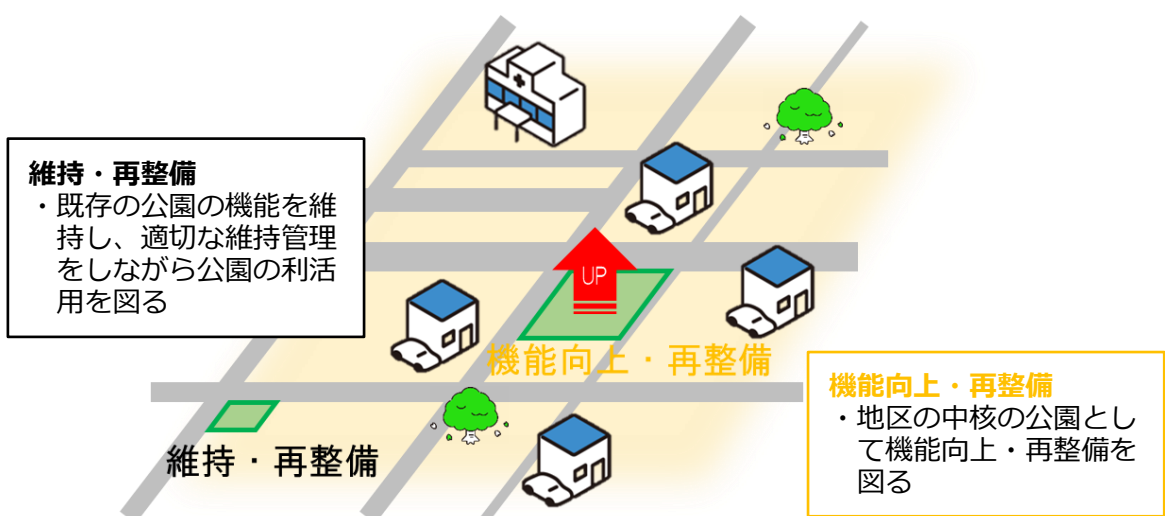 維持・再整備
・既存の公園の機能を維
持し、適切な維持管理
をしながら公園の利活
用を図る
UP
機能向上・再整備
維持・再整備
機能向上・再整備
・地区の中核の公園とし
て機能向上・再整備を
図る